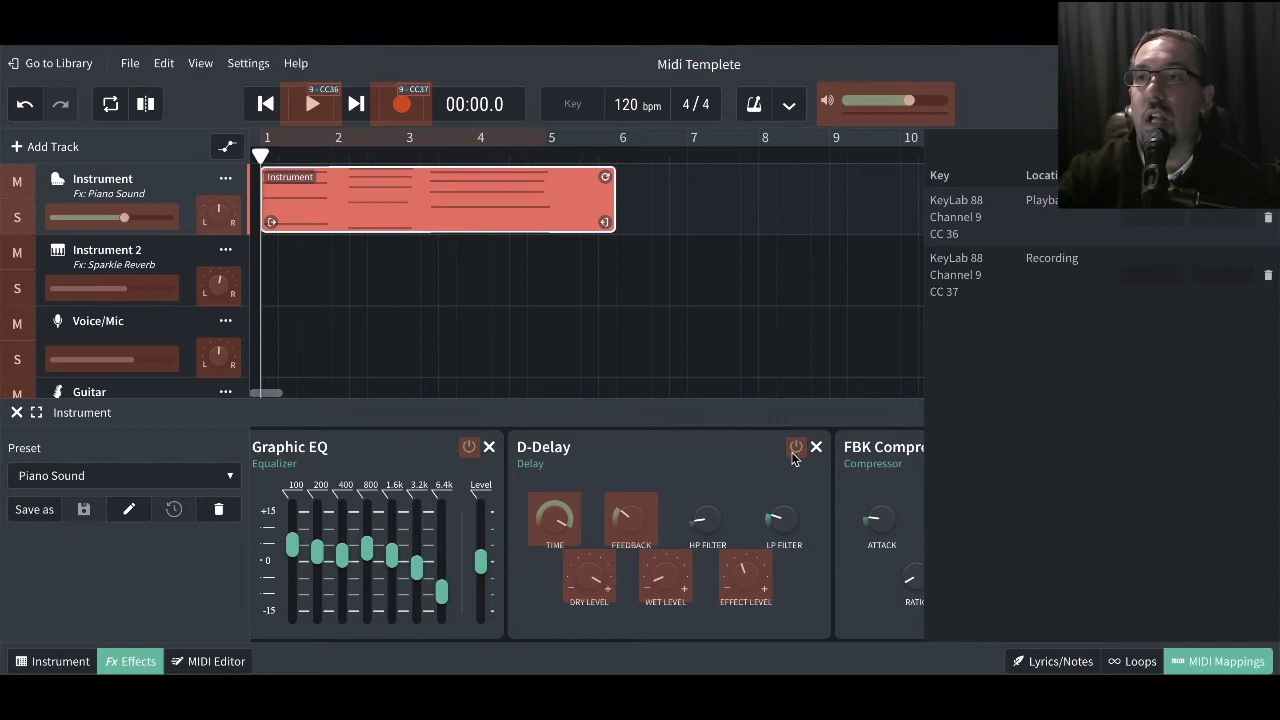 Go to Library File Edit View Settings Help Midi Templete
9 - CC36 9 - CC37
00:00.0 Key 120 bpm 4 / 4
Add Track 1 2 3 4 5 6 7 8 9 10
M Instrument
Fx: Piano Sound
S L R
Instrument
M Instrument 2
Fx: Sparkle Reverb
S L R
M Voice/Mic
S L R
M Guitar
Key
KeyLab 88
Channel 9
CC 36
KeyLab 88 Recording
Channel 9
CC 37
Instrument
Preset
Piano Sound
Save as
Graphic EQ
Equalizer
100 200 400 800 1.6k 3.2k 6.4k Level
+15
0
-15
D-Delay
Delay
TIME FEEDBACK HP FILTER LP FILTER
- + - + - +
DRY LEVEL WET LEVEL EFFECT LEVEL
FBK
Compressor
ATTACK
Instrument Fx Effects MIDI Editor Lyrics/Notes Loops MIDI MIDI Mappings